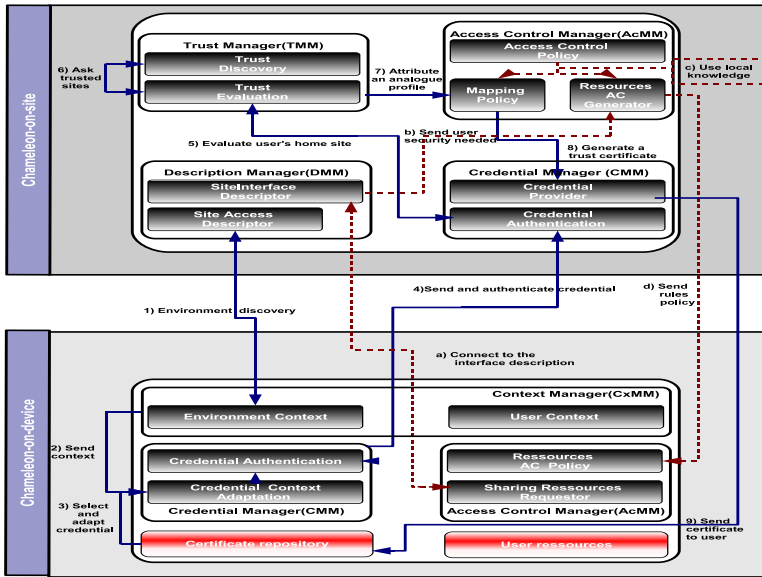 Chameleon-on-site
Trust Manager(TMM)
Trust
Discovery
Trust
Evaluation
6) Ask
trusted
sites
7) Attribute
an analogue
profile
Access Control Manager(AcMM)
Access Control
Policy
Mapping
Policy
Resources
AC
Generator
c) Use local
knowledge
5) Evaluate user's home site
b) Send user
security needed
8) Generate a
trust certificate
Description Manager(DMM)
SiteInterface
Descriptor
Site Access
Descriptor
Credential Manager (CMM)
Credential
Provider
Credential
Authentication
4)Send and authenticate credential
d) Send
rules
policy
1) Environment discovery
a) Connect to the
interface description
Chameleon-on-device
Context Manager(CxMM)
Environment Context
User Context
2) Send
context
Credential Authentication
Credential Context
Adaptation
Credential Manager(CMM)
Ressources
AC Policy
Sharing Ressources
Requestor
Access Control Manager(AcMM)
3) Select
and
adapt
credential
Certificate repository
User ressources
9) Send
certificate
to user